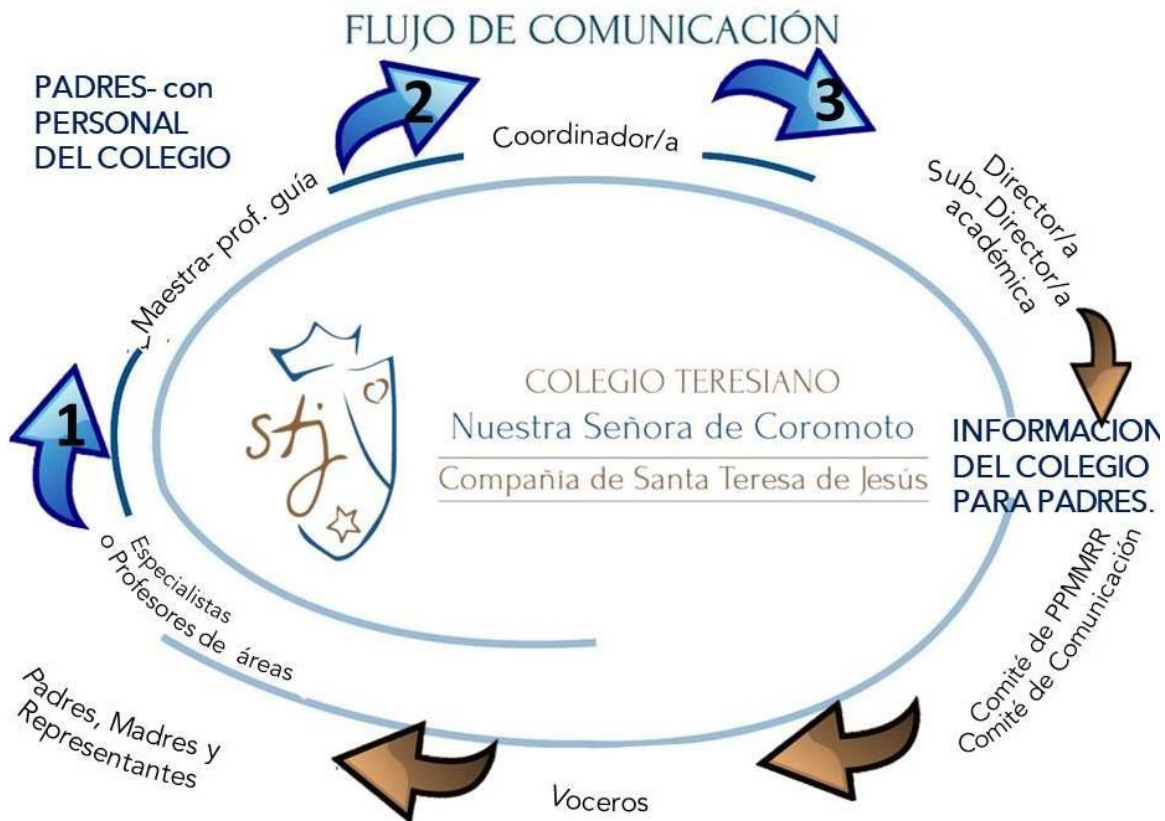 FLUJO DE COMUNICACIÓN
PADRES- con
PERSONAL
DEL COLEGIO
1
Especialistas
o Profesores de áreas
Maestra- prof. guía
2
Coordinador/a
3
Director/a
Sub- Director/a
académica
stj
COLEGIO TERESIANO
Nuestra Señora de Coromoto
Compañía de Santa Teresa de Jesús
INFORMACION
DEL COLEGIO
PARA PADRES.
Comité de PPMMRR
Comité de Comunicación
Voceros
Padres, Madres y
Representantes